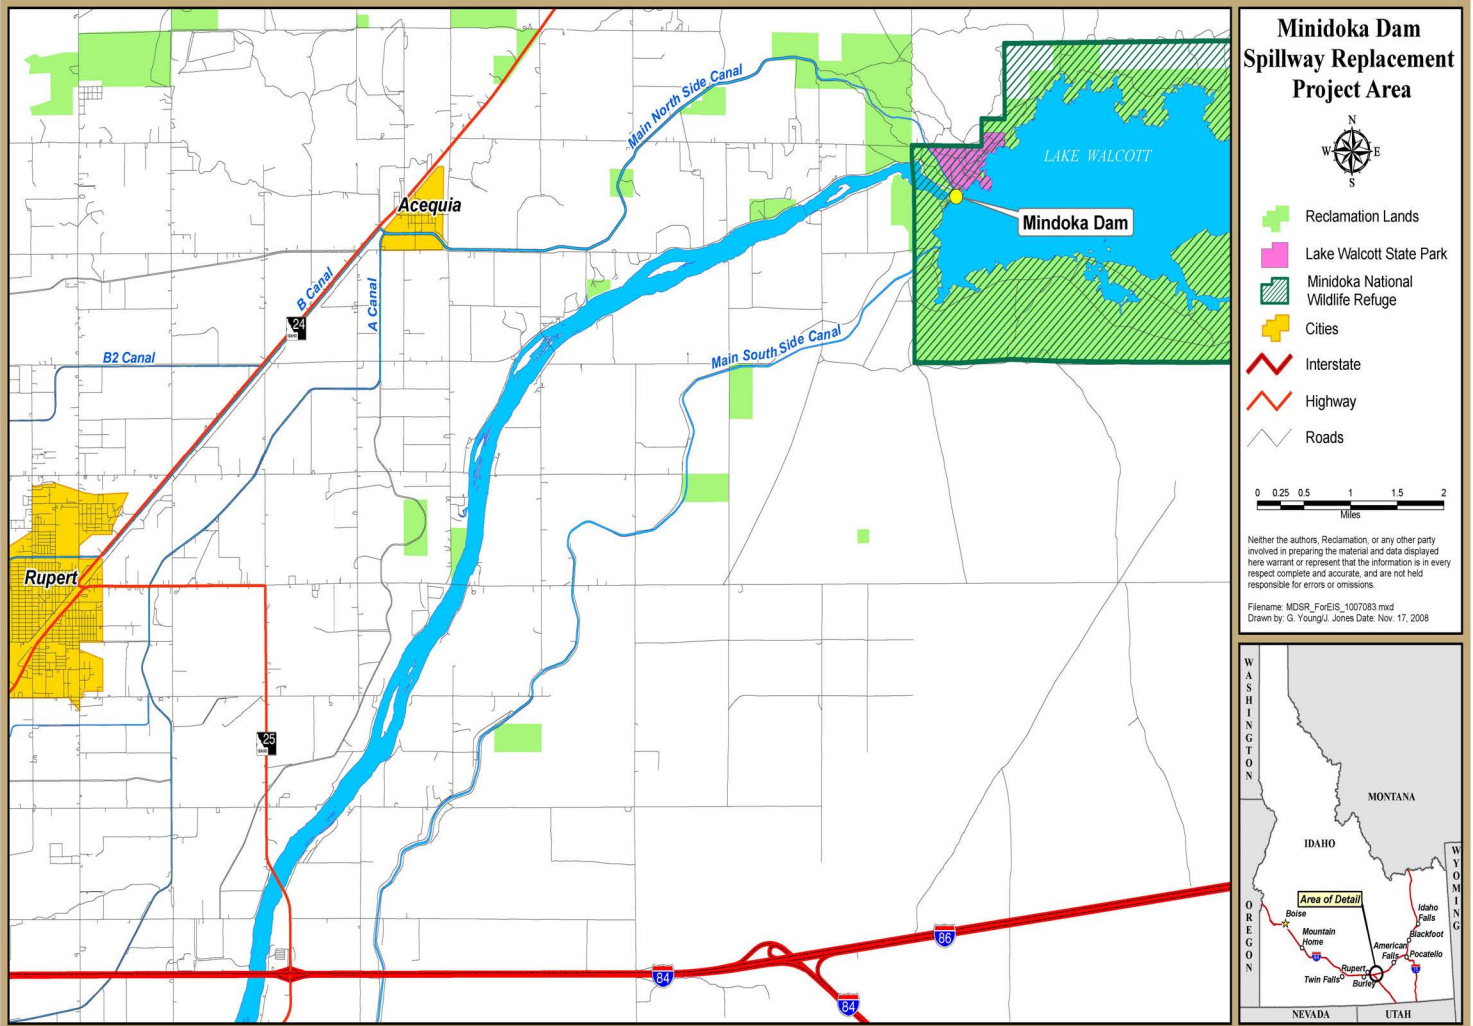 Minidoka Dam
Spillway Replacement
Project Area
N
W
E
S
Reclamation Lands
Lake Walcott State Park
Minidoka National
Wildlife Refuge
Cities
Interstate
Highway
Roads
0 0.25 0.5 1 1.5 2
Miles
Neither the authors, Reclamation, or any other party
involved in preparing the material and data displayed
here warrant or represent that the information is in every
respect complete and accurate, and are not held
responsible for errors or omissions.
Filename: MDSR_ForEIS_1007083.mxd
Drawn by: G. Young/J. Jones Date: Nov. 17, 2008
Main North Side Canal
LAKE WALCOTT
Acequia
Mindoka Dam
B Canal
A Canal
24
B2 Canal
Main South Side Canal
Rupert
25
86
84
84
WASHINGTON
MONTANA
IDAHO
WYOMING
OREGON
Area of Detail
Boise
Idaho
Falls
Mountain
Home
Blackfoot
American
Falls
Pocatello
Rupert
Twin Falls
Burley
NEVADA
UTAH